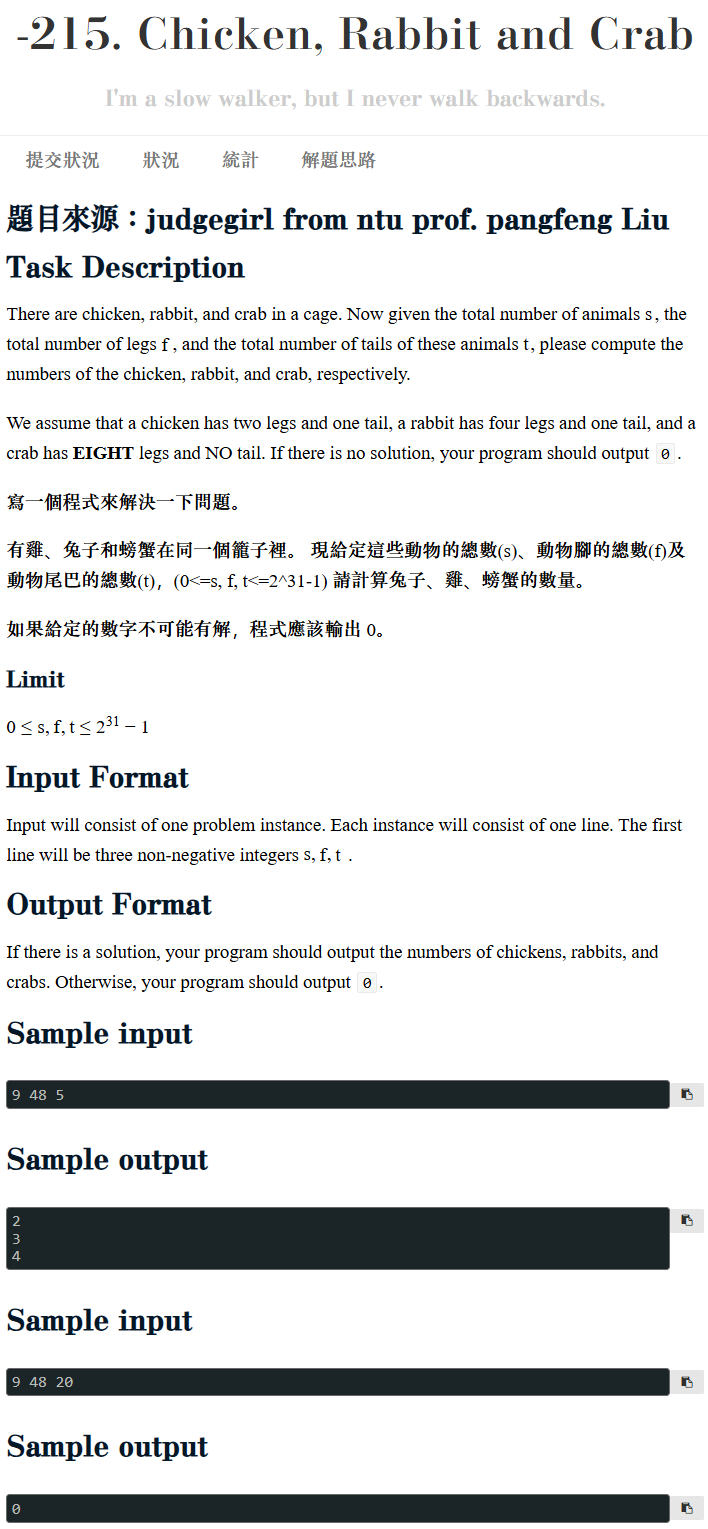 -215. Chicken, Rabbit and Crab
I'm a slow walker, but I never walk backwards.
提交狀況 狀況 統計 解題思路
題目來源：judgegirl from ntu prof. pangfeng Liu
Task Description
There are chicken, rabbit, and crab in a cage. Now given the total number of animals s, the
total number of legs f, and the total number of tails of these animals t, please compute the
numbers of the chicken, rabbit, and crab, respectively.
We assume that a chicken has two legs and one tail, a rabbit has four legs and one tail, and a
crab has EIGHT legs and NO tail. If there is no solution, your program should output 0.
寫一個程式來解決一下問題。
有雞、兔子和螃蟹在同一個籠子裡。 現給定這些動物的總數(s)、動物腳的總數(f)及
動物尾巴的總數(t)，(0<=s, f, t<=2^31-1) 請計算兔子、雞、螃蟹的數量。
如果給定的數字不可能有解，程式應該輸出 0。
Limit
0 ≤ s, f, t ≤ 2³¹ − 1
Input Format
Input will consist of one problem instance. Each instance will consist of one line. The first
line will be three non-negative integers s, f, t .
Output Format
If there is a solution, your program should output the numbers of chickens, rabbits, and
crabs. Otherwise, your program should output 0.
Sample input
9 48 5
Sample output
2
3
4
Sample input
9 48 20
Sample output
0